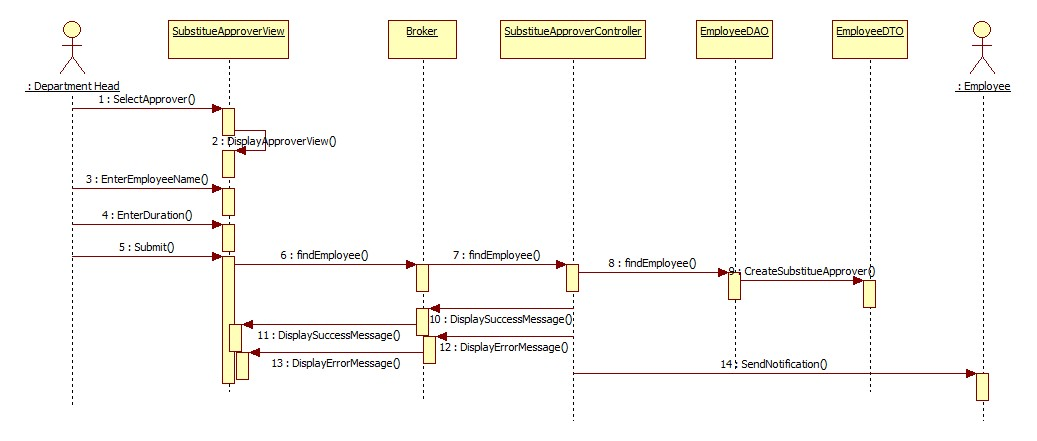 SubstitueApproverView
Broker
SubstitueApproverController
EmployeeDAO
EmployeeDTO
: Department Head
: Employee
1 : SelectApprover()
2 : DisplayApproverView()
3 : EnterEmployeeName()
4 : EnterDuration()
5 : Submit()
6 : findEmployee()
7 : findEmployee()
8 : findEmployee()
9 : CreateSubstitueApprover()
10 : DisplaySuccessMessage()
11 : DisplaySuccessMessage()
12 : DisplayErrorMessage()
13 : DisplayErrorMessage()
14 : SendNotification()